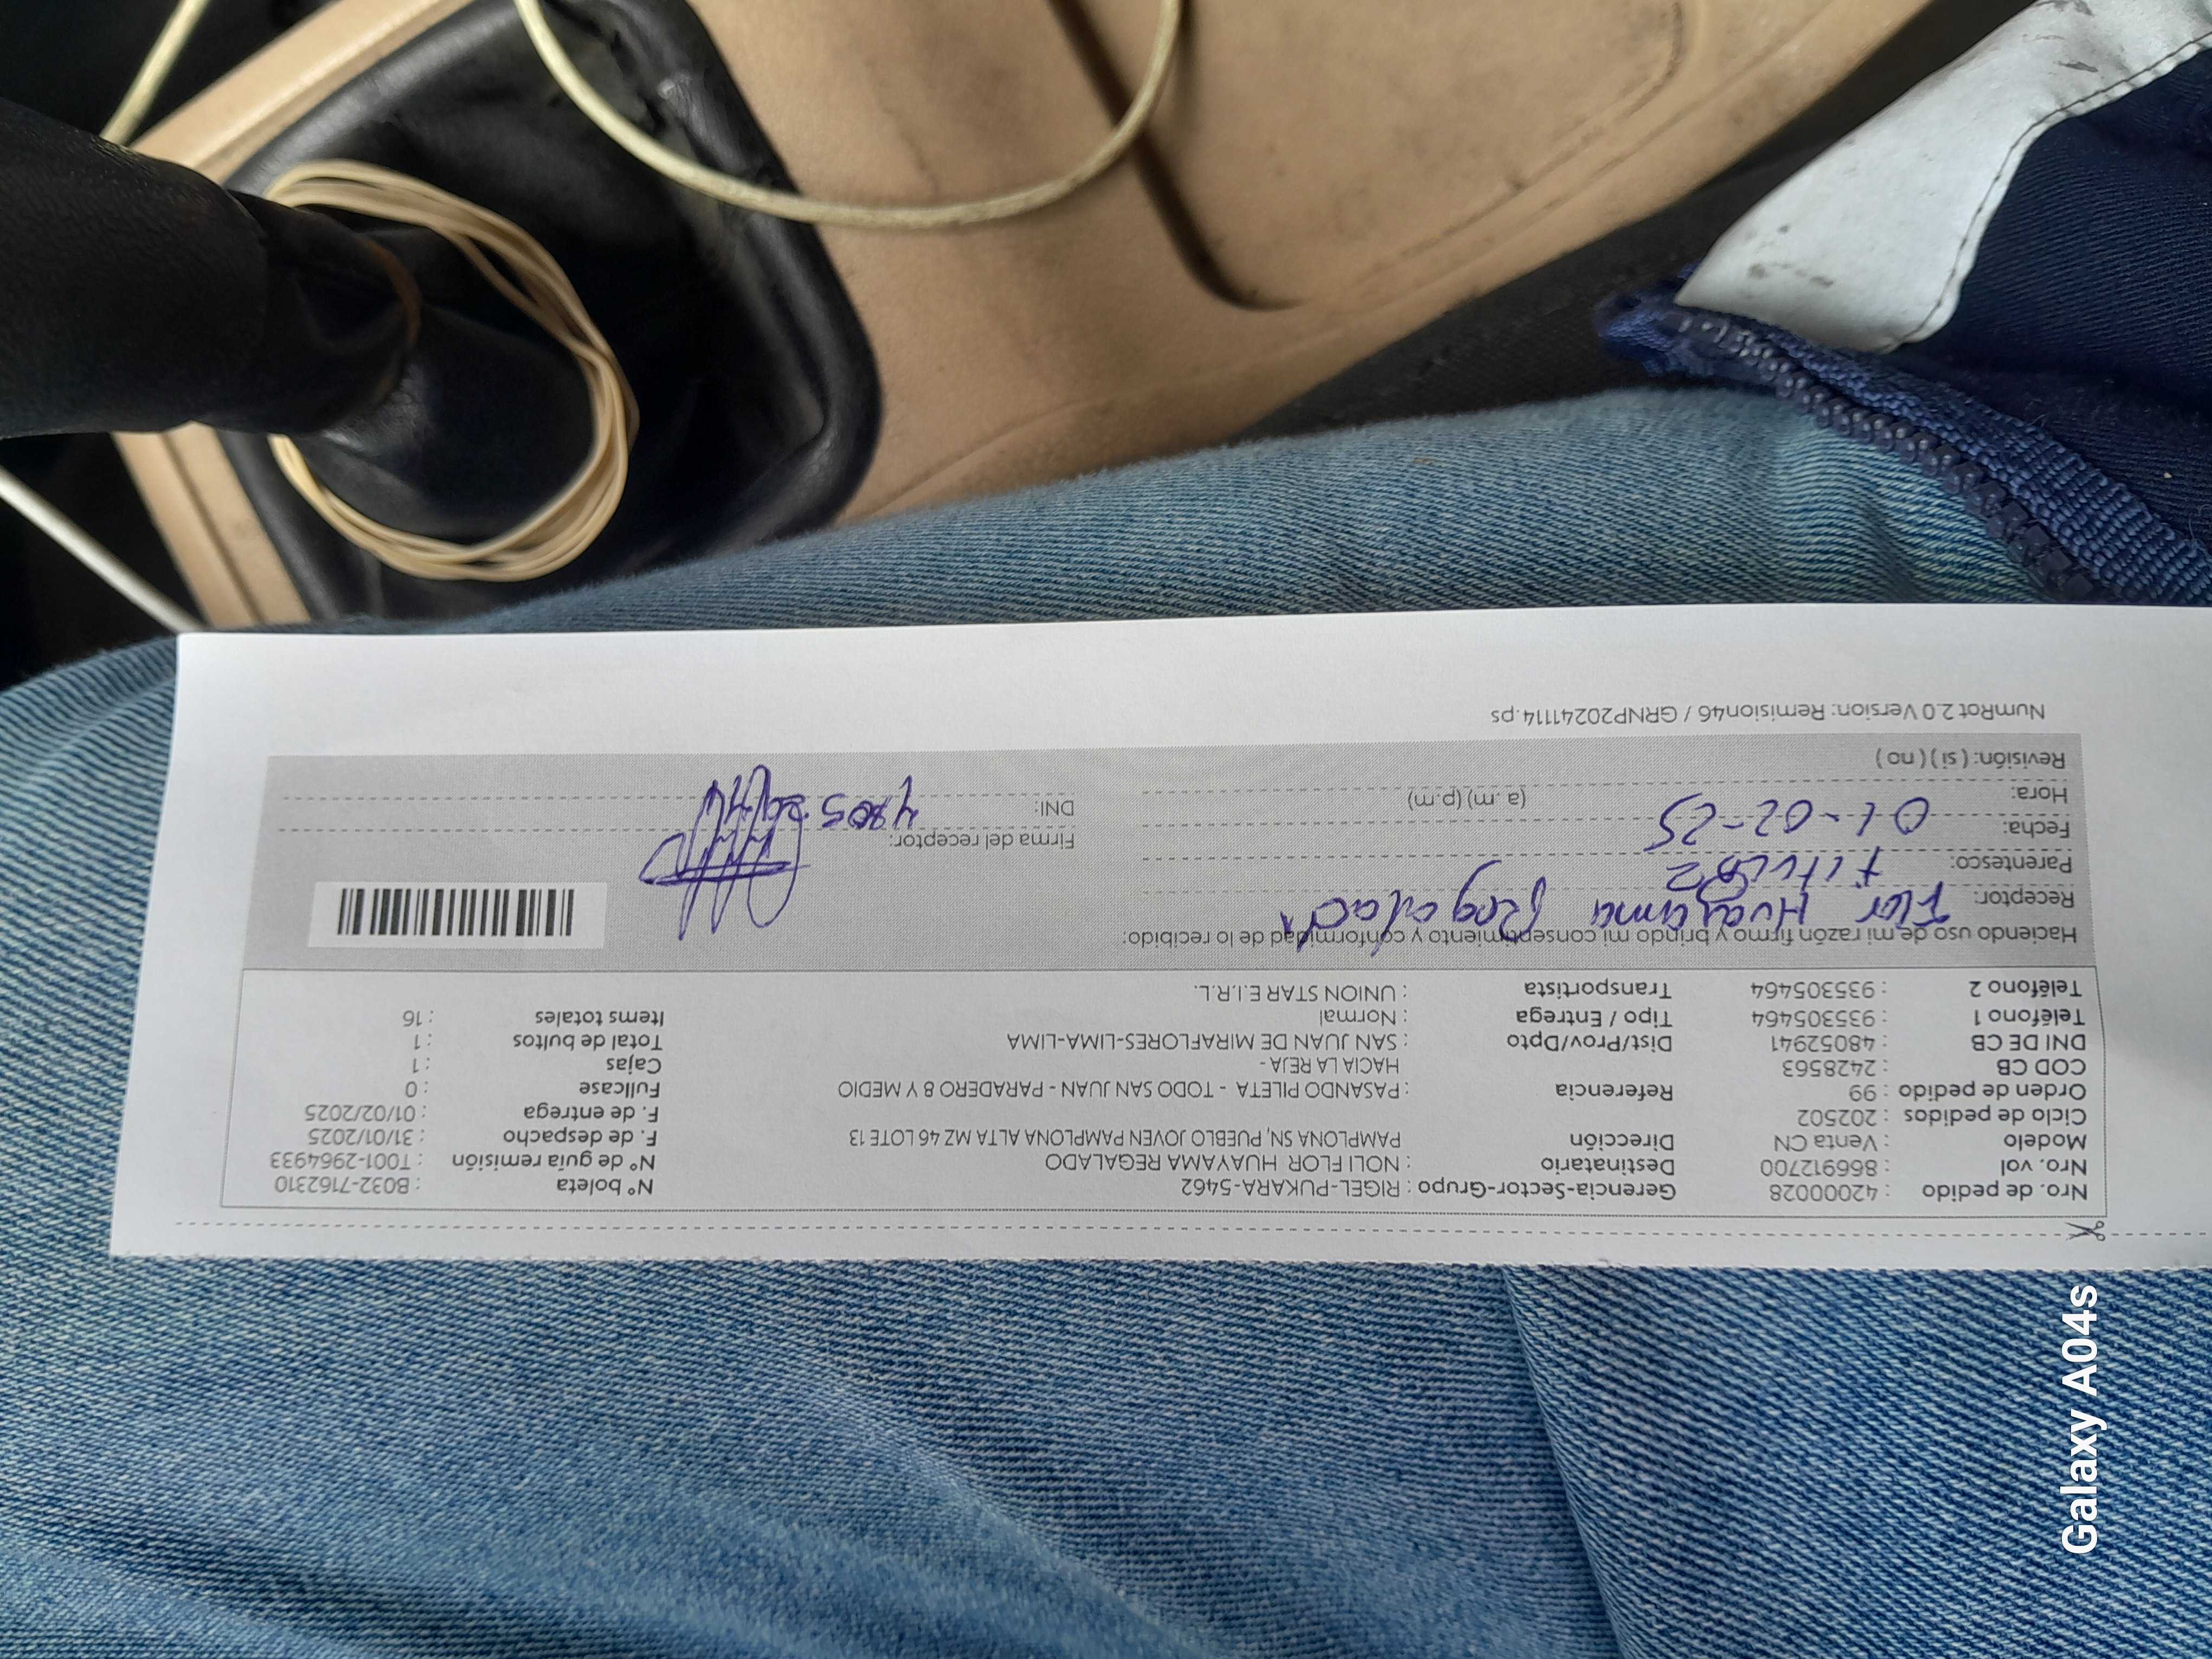 Nro. de pedido : 42000028 Gerencia-Sector-Grupo : RIGEL-PUKARA-5462 N° boleta : B032-7162310
Nro. vol : 866912700 Destinatario : NOLI FLOR HUAYAMA REGALADO N° de guía remisión : T001-2964933
Modelo : Venta CN Dirección PAMPLONA SN, PUEBLO JOVEN PAMPLONA ALTA MZ 46 LOTE 13 F. de despacho : 31/01/2025
Ciclo de pedidos : 202502 F. de entrega : 01/02/2025
Orden de pedido : 99 Referencia : PASANDO PILETA - TODO SAN JUAN - PARADERO 8 Y MEDIO Fullcase : 0
COD CB : 2428563 HACIA LA REJA - Cajas : 1
DNI DE CB : 48052941 Dist/Prov/Dpto : SAN JUAN DE MIRAFLORES-LIMA-LIMA Total de bultos : 1
Teléfono 1 : 935305464 Tipo / Entrega : Normal Items totales : 16
Teléfono 2 : 935305464 Transportista : UNION STAR E.I.R.L.
Haciendo uso de mi razón firmo y brindo mi consentimiento y conformidad de lo recibido:
Receptor: Flor Huayama Regalado
Parentesco:
Firma del receptor:
Fecha: 01-02-25
DNI:
Hora: (a.m) (p.m)
Revisión: ( si ) ( no )
NumRot 2.0 Version: Remision46 / GRNP20241114.ps
Galaxy A04s